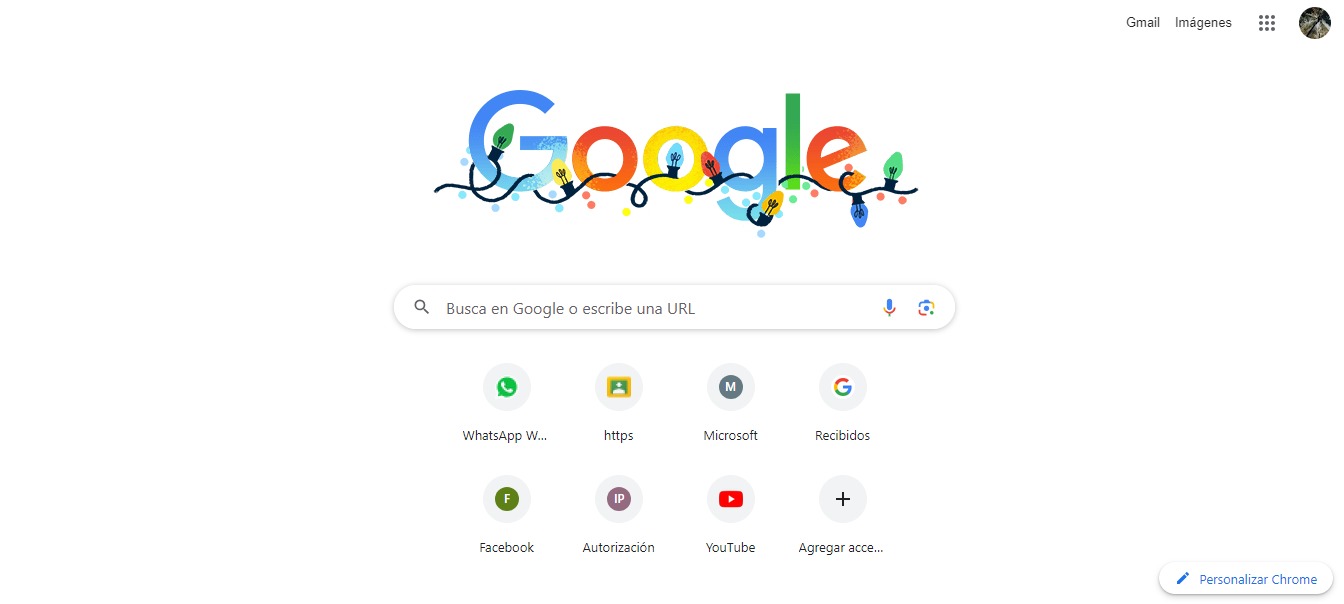 Gmail Imágenes
Google
Busca en Google o escribe una URL
M
WhatsApp W... https Microsoft Recibidos
F IP
Facebook Autorización YouTube Agregar acce...
Personalizar Chrome